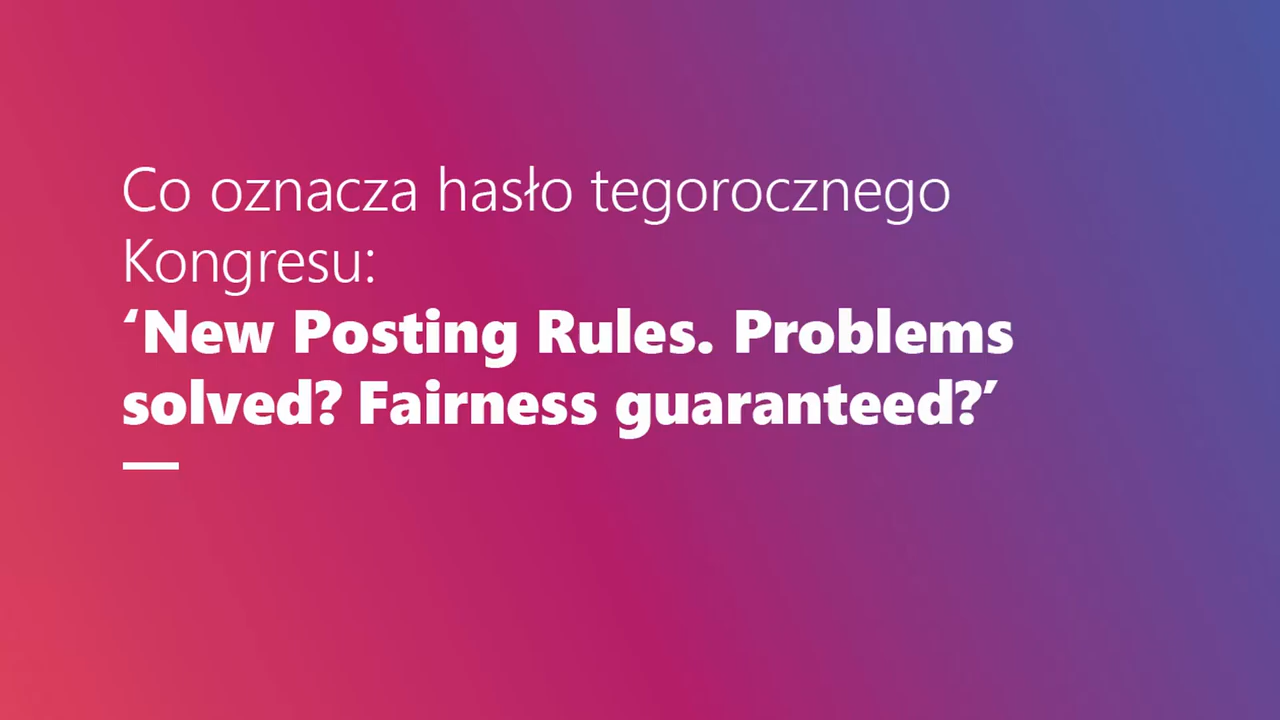 Co oznacza hasło tegorocznego
Kongresu:
‘New Posting Rules. Problems
solved? Fairness guaranteed?’